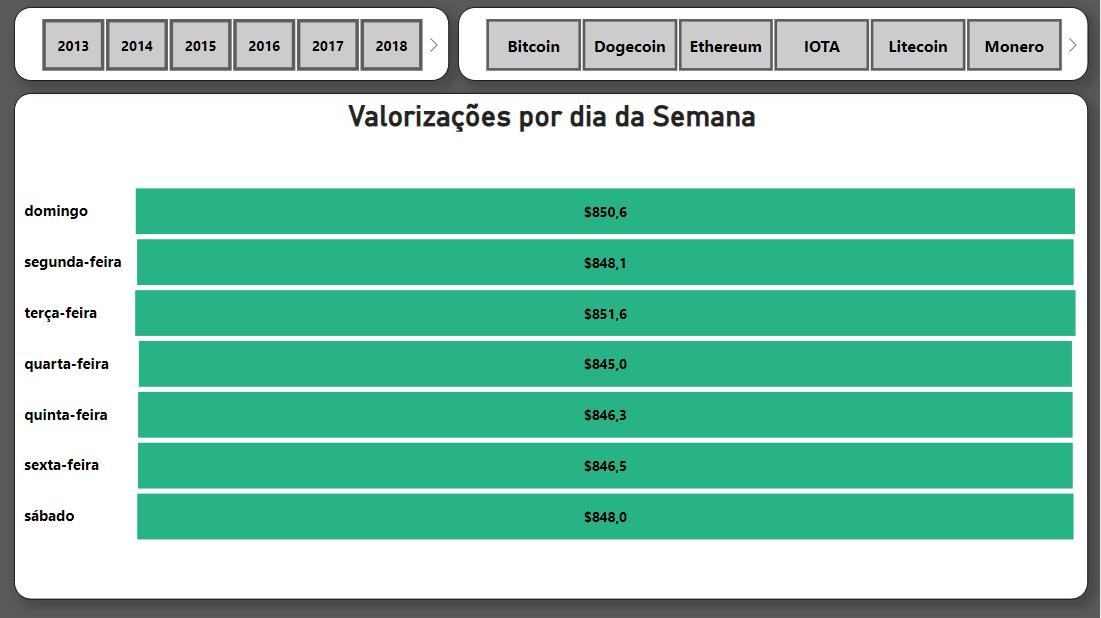 2013 2014 2015 2016 2017 2018
Bitcoin Dogecoin Ethereum IOTA Litecoin Monero
Valorizações por dia da Semana
domingo $850,6
segunda-feira $848,1
terça-feira $851,6
quarta-feira $845,0
quinta-feira $846,3
sexta-feira $846,5
sábado $848,0